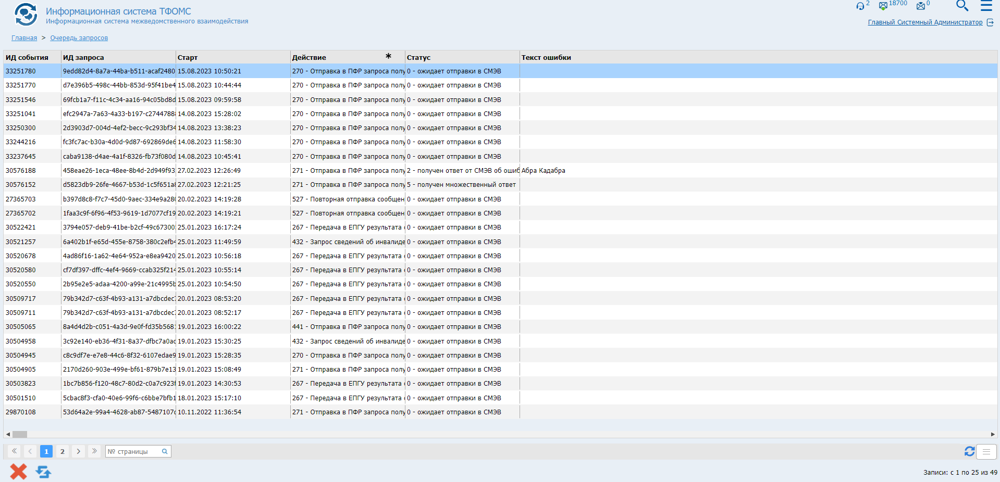 Информационная система ТФОМС
Информационная система межведомственного взаимодействия
2 18700 0
Главный Системный Администратор
Главная > Очередь запросов
ИД события ИД запроса Старт Действие * Статус Текст ошибки
33251780 9edd82d4-8a7a-44ba-b511-acaf2480 15.08.2023 10:50:21 270 - Отправка в ПФР запроса полу 0 - ожидает отправки в СМЭВ
33251770 d7e396b5-498c-44bb-853d-95f41be4 15.08.2023 10:44:44 270 - Отправка в ПФР запроса полу 0 - ожидает отправки в СМЭВ
33251546 69fcb1a7-f11c-4c34-aa16-94c05bd8d 15.08.2023 09:59:58 270 - Отправка в ПФР запроса полу 0 - ожидает отправки в СМЭВ
33251041 efc2947a-7a63-4a33-b197-c2744788 14.08.2023 15:28:02 270 - Отправка в ПФР запроса полу 0 - ожидает отправки в СМЭВ
33250300 2d3903d7-004d-4ef2-becc-9c293bf34 14.08.2023 13:38:23 270 - Отправка в ПФР запроса полу 0 - ожидает отправки в СМЭВ
33244216 fc3fc7ac-b30a-4d0d-9d87-692869de6 14.08.2023 11:58:30 270 - Отправка в ПФР запроса полу 0 - ожидает отправки в СМЭВ
33237645 caba9138-d4ae-4a1f-8326-fb73f080d 14.08.2023 10:45:41 270 - Отправка в ПФР запроса полу 0 - ожидает отправки в СМЭВ
30576188 458eae26-1eca-48ee-8b4d-2d949f93 27.02.2023 12:26:49 271 - Отправка в ПФР запроса полу 2 - получен ответ от СМЭВ об ошиб Абра Кадабра
30576152 d5823db9-26fe-4667-b53d-1c5f651a8 27.02.2023 12:21:25 271 - Отправка в ПФР запроса полу 5 - получен множественный ответ
27365703 b397d8c8-f7c7-45d0-9aec-334e9a280 20.02.2023 14:19:28 527 - Повторная отправка сообщен 0 - ожидает отправки в СМЭВ
27365702 1faa3c9f-6f96-4f53-9619-1d7077cf19 20.02.2023 14:19:21 527 - Повторная отправка сообщен 0 - ожидает отправки в СМЭВ
30522421 3794e057-deb9-41be-b2cf-49c67300 25.01.2023 16:17:24 267 - Передача в ЕПГУ результата 0 - ожидает отправки в СМЭВ
30521257 6a402b1f-e65d-455e-8758-380c2efb4 25.01.2023 11:49:59 432 - Запрос сведений об инвалиде 0 - ожидает отправки в СМЭВ
30520678 4ad86f16-1a62-4e64-952a-e8ea9420 25.01.2023 10:56:18 267 - Передача в ЕПГУ результата 0 - ожидает отправки в СМЭВ
30520580 cf7df397-dffc-4ef4-9669-ccab325f214 25.01.2023 10:55:14 267 - Передача в ЕПГУ результата 0 - ожидает отправки в СМЭВ
30520550 2b95e2e5-adaa-4200-a99e-21c4995b 25.01.2023 10:54:50 267 - Передача в ЕПГУ результата 0 - ожидает отправки в СМЭВ
30509717 79b342d7-c63f-4b93-a131-a7dbcdec 20.01.2023 08:53:20 267 - Передача в ЕПГУ результата 0 - ожидает отправки в СМЭВ
30509711 79b342d7-c63f-4b93-a131-a7dbcdec 20.01.2023 08:52:17 267 - Передача в ЕПГУ результата 0 - ожидает отправки в СМЭВ
30505065 8a4d4d2b-c051-4a3d-9e0f-fd35b5681 19.01.2023 16:00:22 441 - Отправка в ПФР запроса полу 0 - ожидает отправки в СМЭВ
30504958 3c92e140-eb36-4f31-8a37-dfbc7a0ac 19.01.2023 15:30:25 432 - Запрос сведений об инвалиде 0 - ожидает отправки в СМЭВ
30504945 c8c9df7e-e7e8-44c6-8f32-6107edae9 19.01.2023 15:28:35 270 - Отправка в ПФР запроса полу 0 - ожидает отправки в СМЭВ
30504905 2170d260-903e-499e-bf61-879b7e13 19.01.2023 15:08:49 271 - Отправка в ПФР запроса полу 0 - ожидает отправки в СМЭВ
30503823 1bc7b856-f120-48c7-80d2-c0a7c923f 19.01.2023 14:30:53 267 - Передача в ЕПГУ результата 0 - ожидает отправки в СМЭВ
30501510 5cbac8f3-cfa0-40e6-99f6-c6bbe7bfb1 18.01.2023 15:17:10 267 - Передача в ЕПГУ результата 0 - ожидает отправки в СМЭВ
29870108 53d64a2e-99a4-4628-ab87-5487107c 10.11.2022 11:36:54 271 - Отправка в ПФР запроса полу 0 - ожидает отправки в СМЭВ
« < 1 2 > » № страницы
Записи: с 1 по 25 из 49